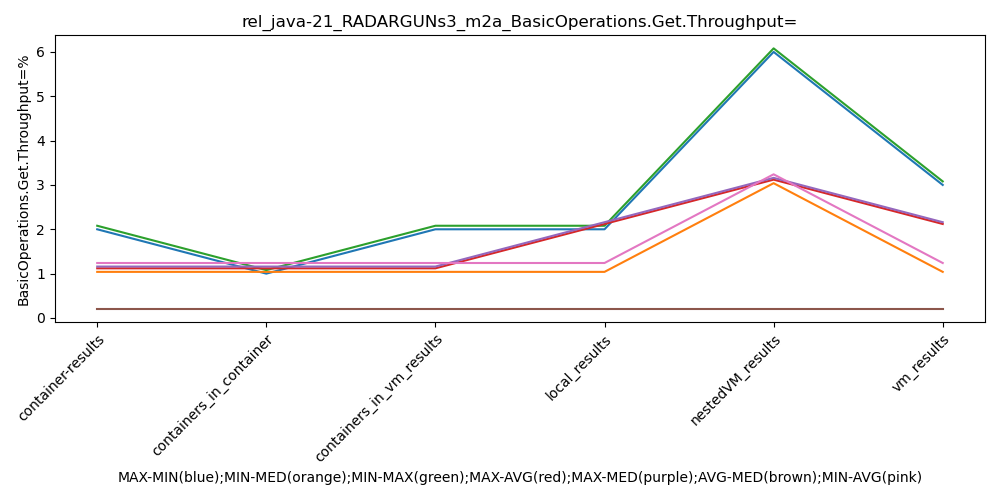 rel_java-21_RADARGUNs3_m2a_BasicOperations.Get.Throughput=
BasicOperations.Get.Throughput=%
6
5
4
3
2
1
0
container-results
containers_in_container
containers_in_vm_results
local_results
nestedVM_results
vm_results
MAX-MIN(blue);MIN-MED(orange);MIN-MAX(green);MAX-AVG(red);MAX-MED(purple);AVG-MED(brown);MIN-AVG(pink)